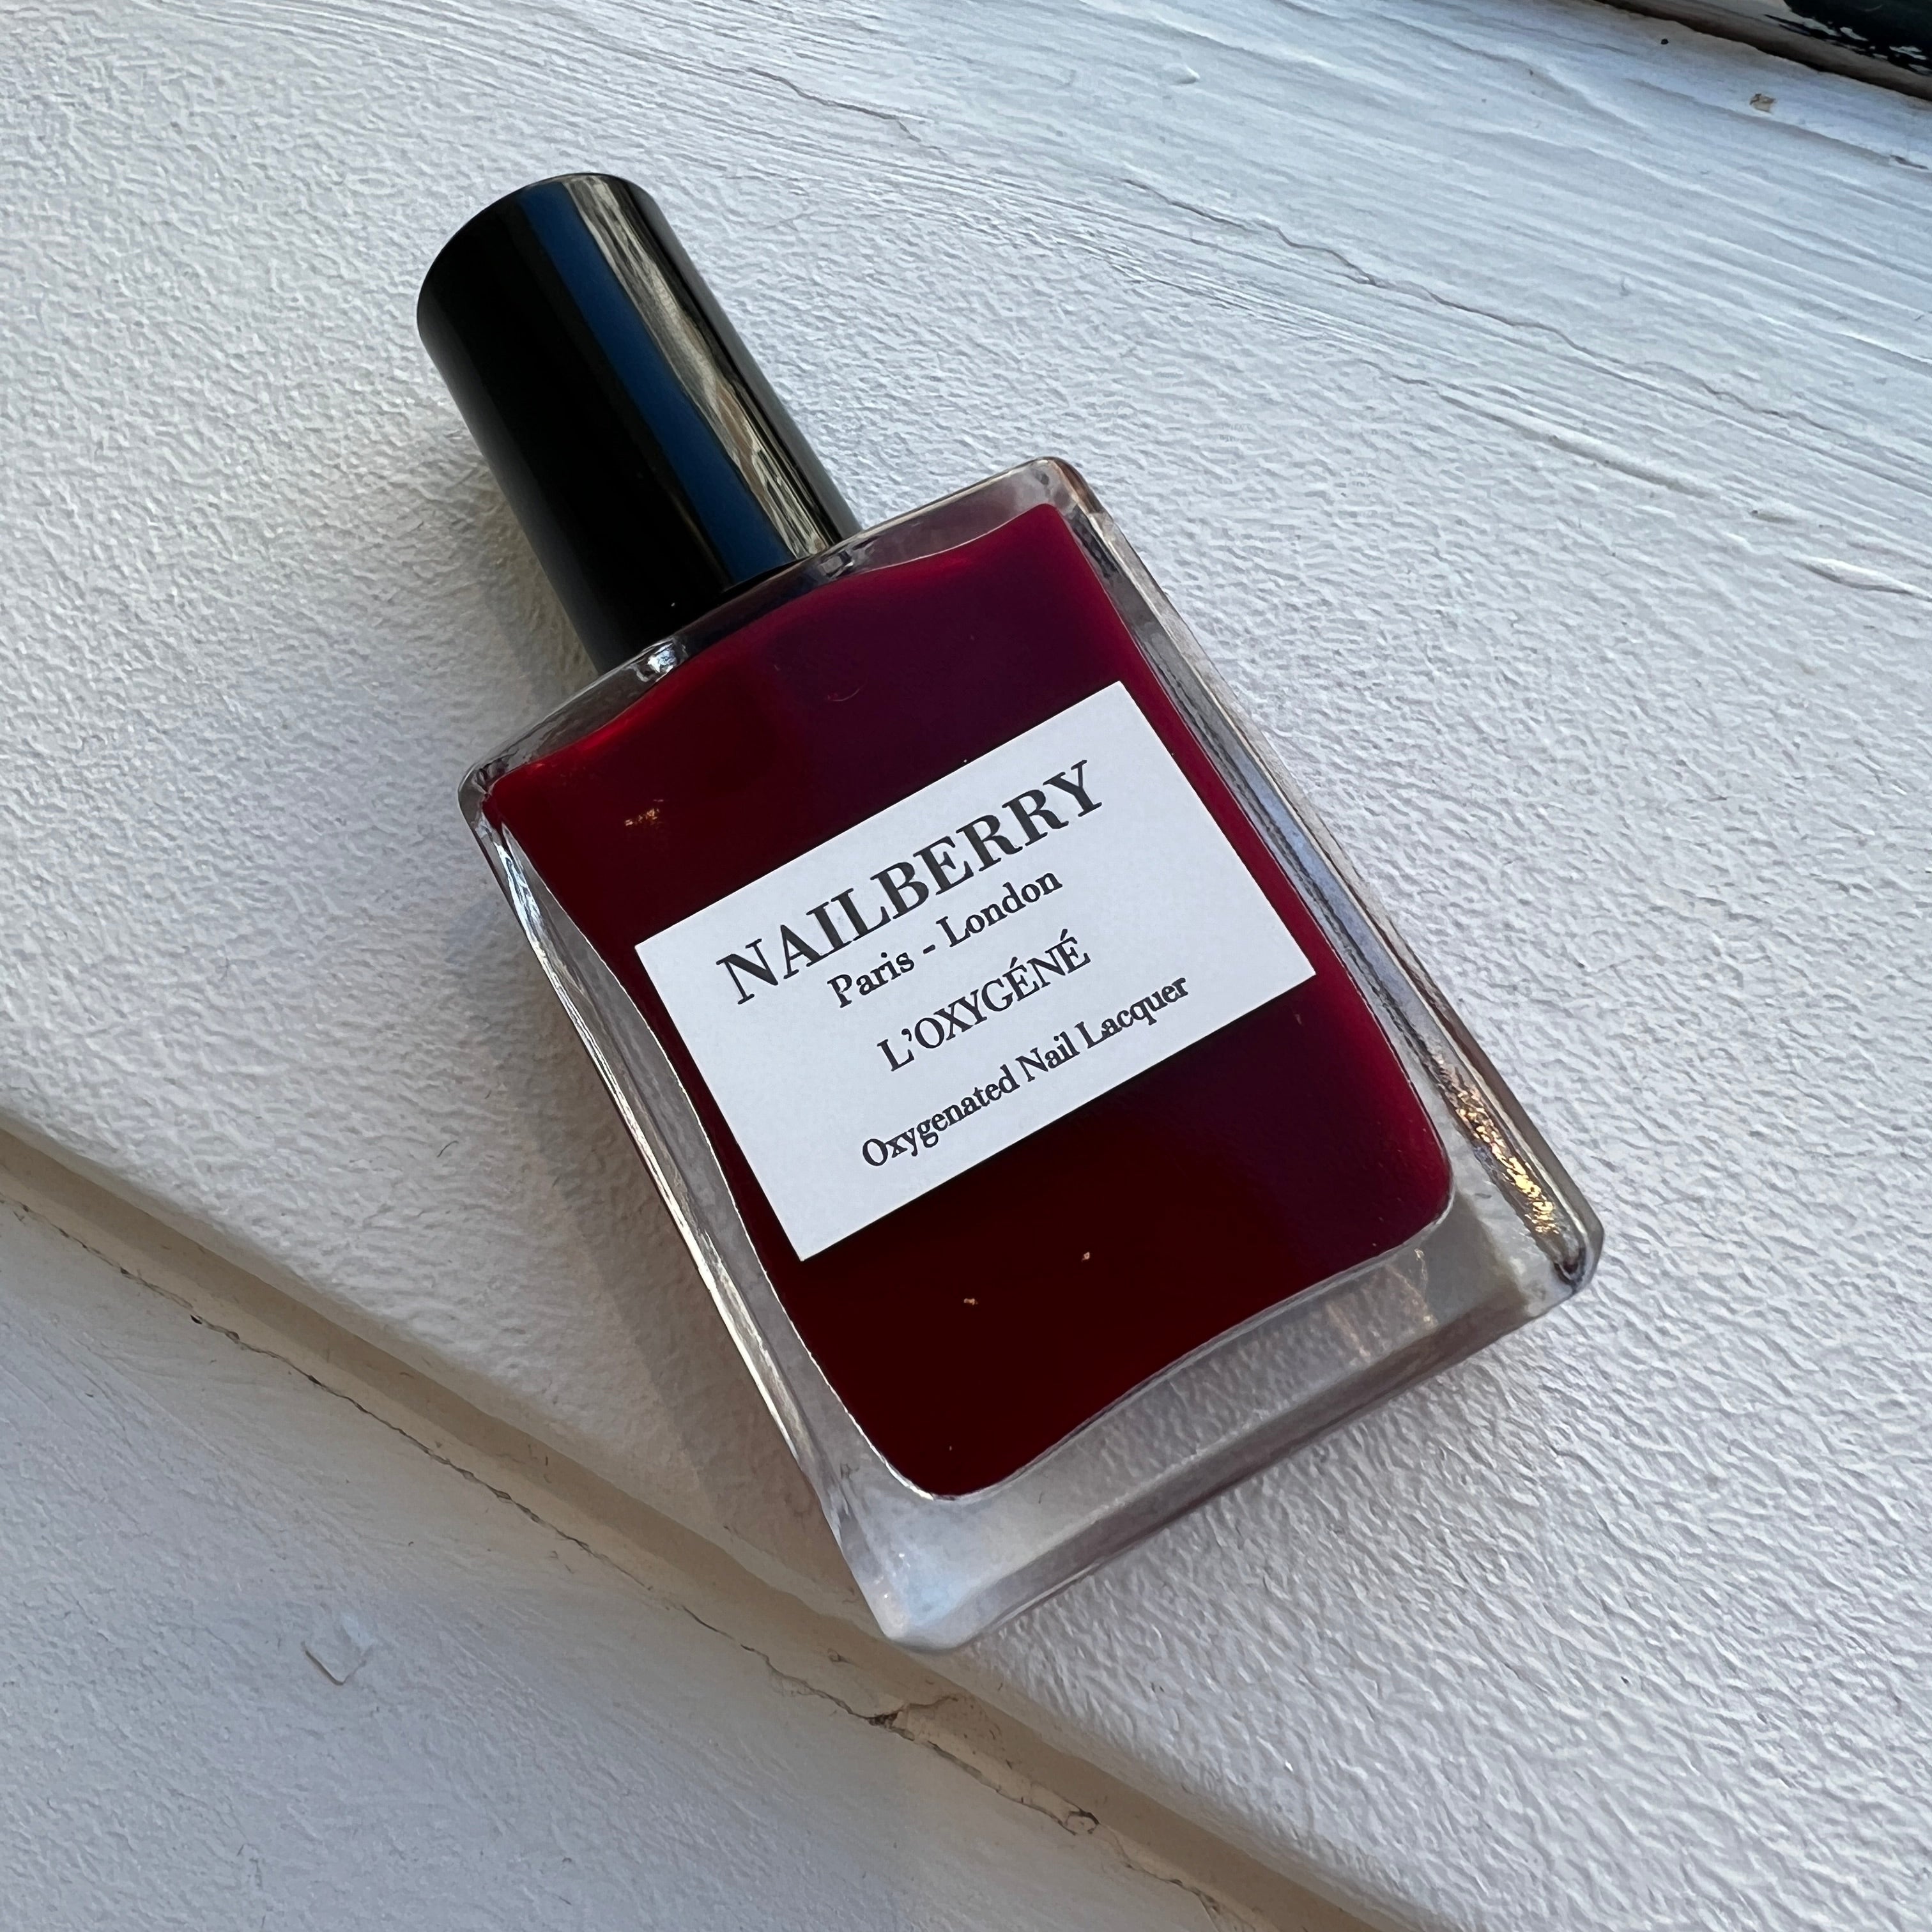 NAILBERRY
Paris - London
L'OXYGÉNÉ
Oxygenated Nail Lacquer